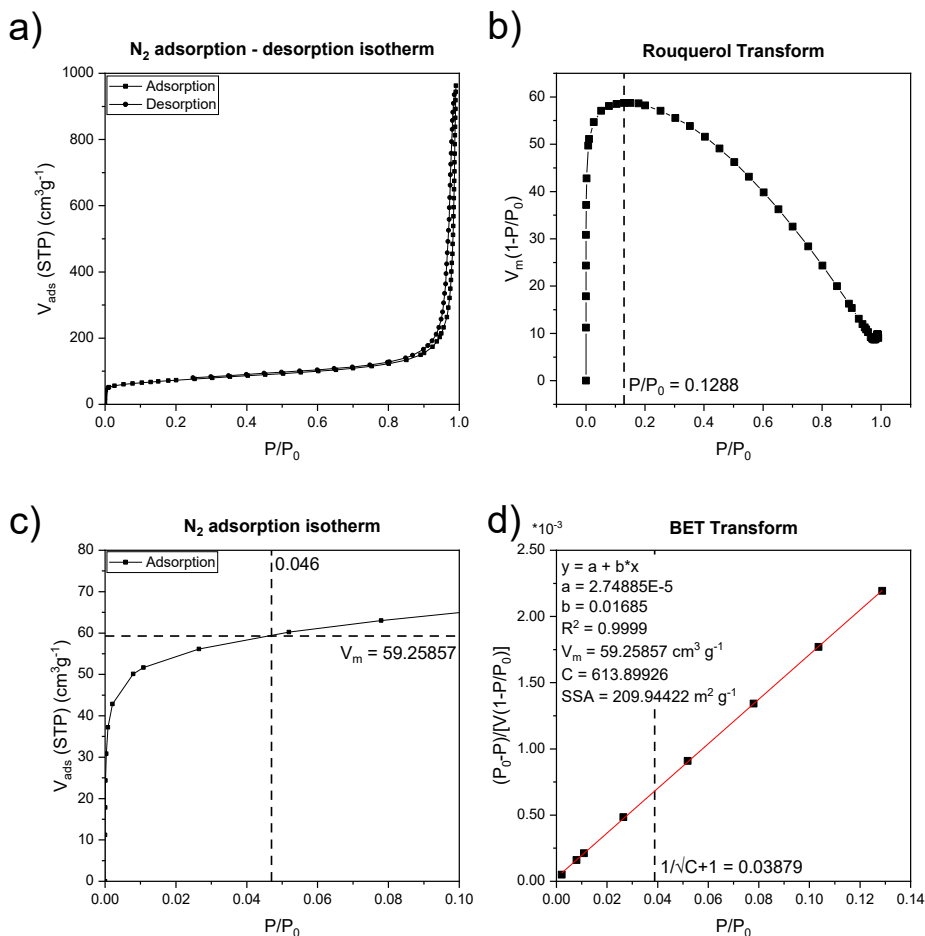 a)
N₂ adsorption - desorption isotherm
Adsorption
Desorption
V_ads (STP) (cm³g⁻¹)
1000
800
600
400
200
0
0.0 0.2 0.4 0.6 0.8 1.0
P/P₀
b)
Rouquerol Transform
V_m(1-P/P₀)
60
50
40
30
20
10
0
P/P₀ = 0.1288
0.0 0.2 0.4 0.6 0.8 1.0
P/P₀
c)
N₂ adsorption isotherm
Adsorption
0.046
V_m = 59.25857
V_ads (STP) (cm³g⁻¹)
80
70
60
50
40
30
20
10
0
0.00 0.02 0.04 0.06 0.08 0.10
P/P₀
d)
*10⁻³
BET Transform
y = a + b*x
a = 2.74885E-5
b = 0.01685
R² = 0.9999
V_m = 59.25857 cm³ g⁻¹
C = 613.89926
SSA = 209.94422 m² g⁻¹
(P₀-P)/[V(1-P/P₀)]
2.50
2.00
1.50
1.00
0.50
0.00
1/√C+1 = 0.03879
0.00 0.02 0.04 0.06 0.08 0.10 0.12 0.14
P/P₀